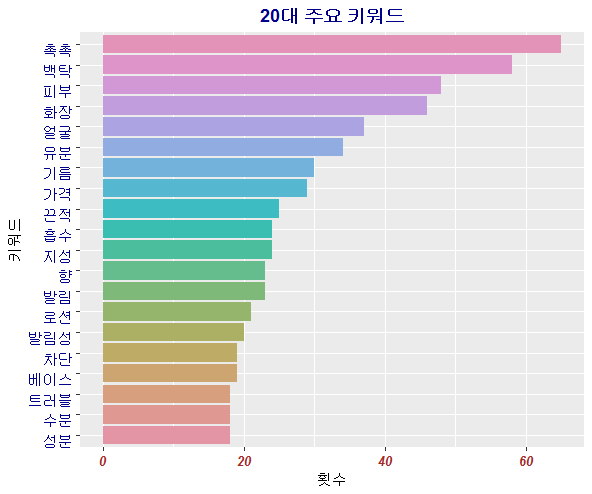 20대 주요 키워드
촉촉
백탁
피부
화장
얼굴
유분
기름
가격
끈적
흡수
지성
향
발림
로션
발림성
차단
베이스
트러블
수분
성분
키워드
0 20 40 60
횟수